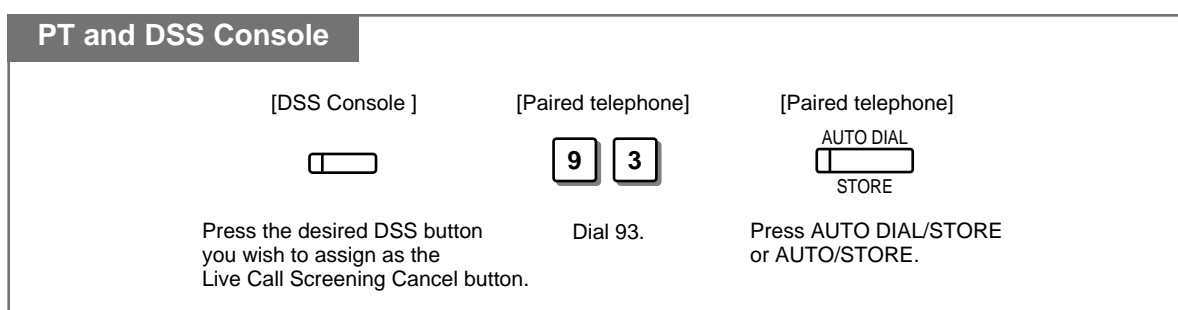 PT and DSS Console
[DSS Console ]
[Paired telephone]
[Paired telephone]
9 3
AUTO DIAL
STORE
Press the desired DSS button
you wish to assign as the
Live Call Screening Cancel button.
Dial 93.
Press AUTO DIAL/STORE
or AUTO/STORE.